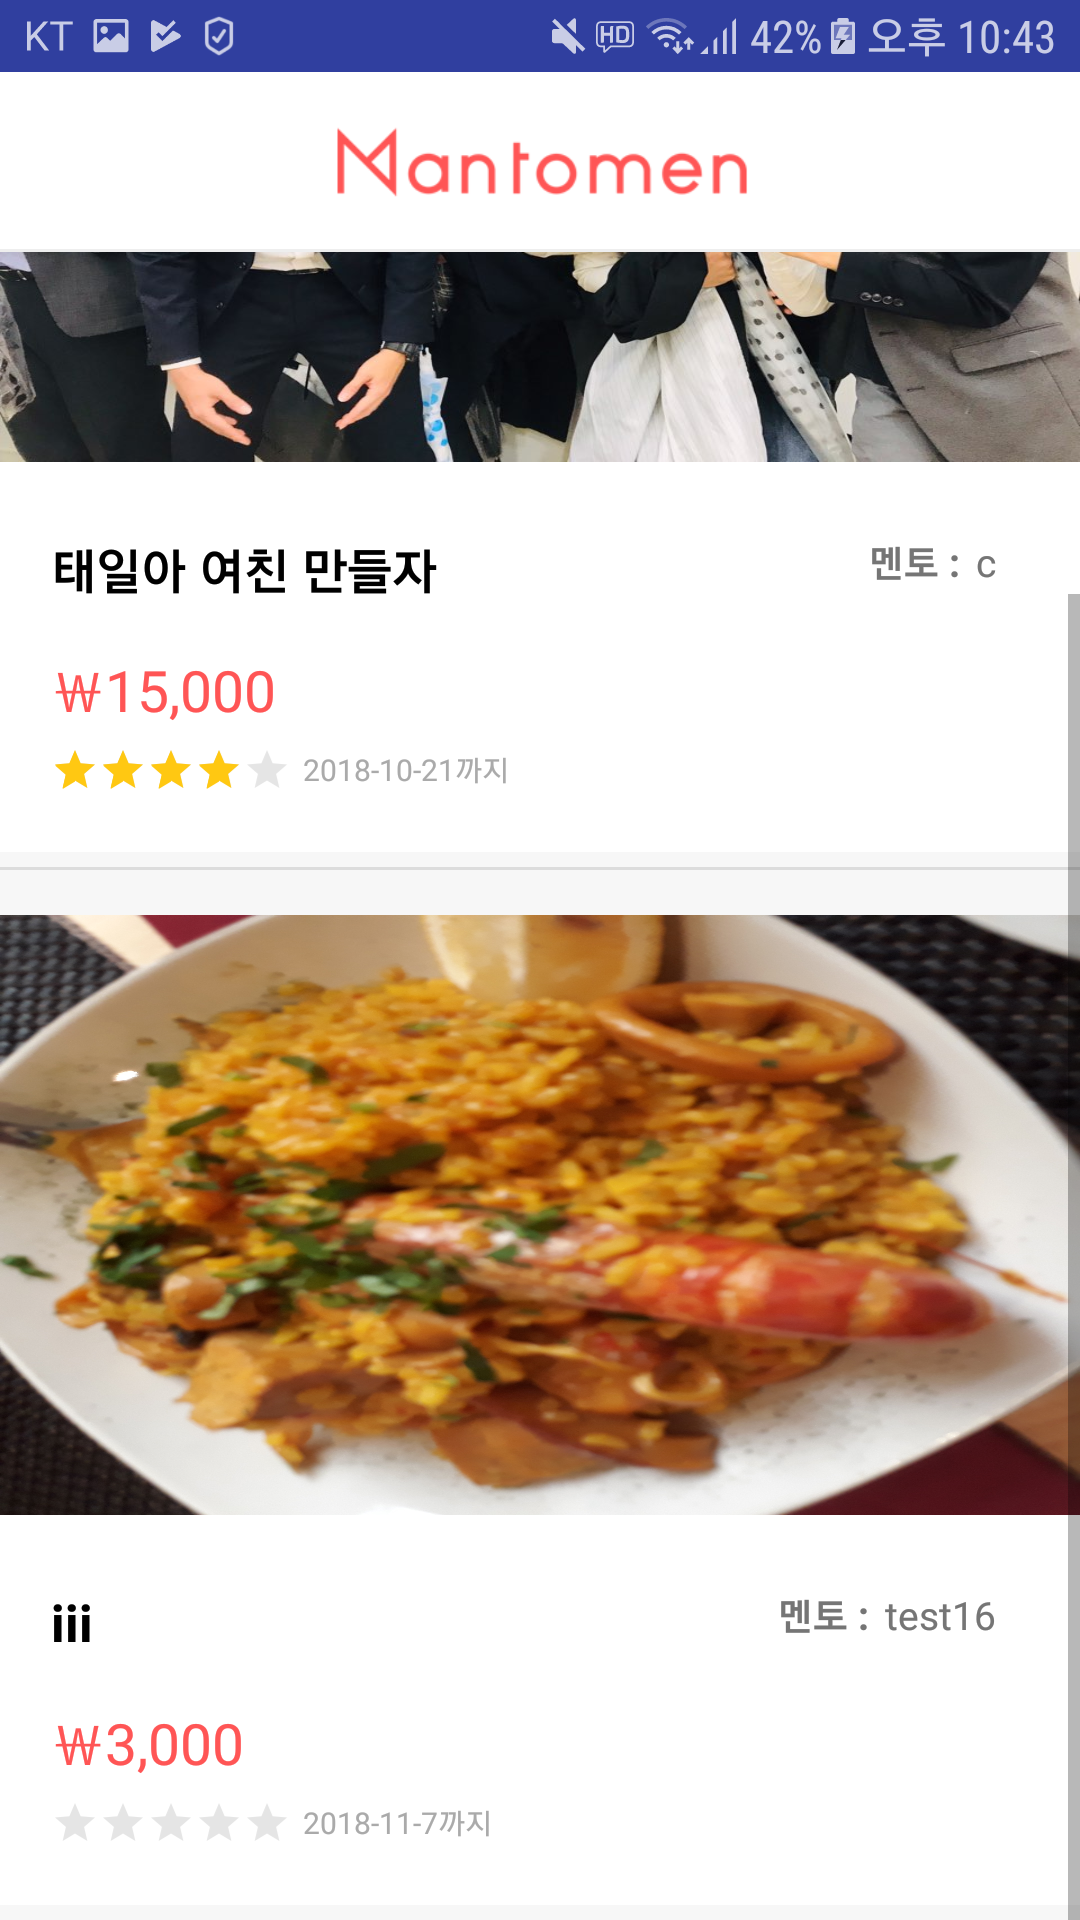 KT HD 42% 오후 10:43
Mantomen
태일아 여친 만들자 멘토 : c
₩15,000
2018-10-21까지
iii 멘토 : test16
₩3,000
2018-11-7까지